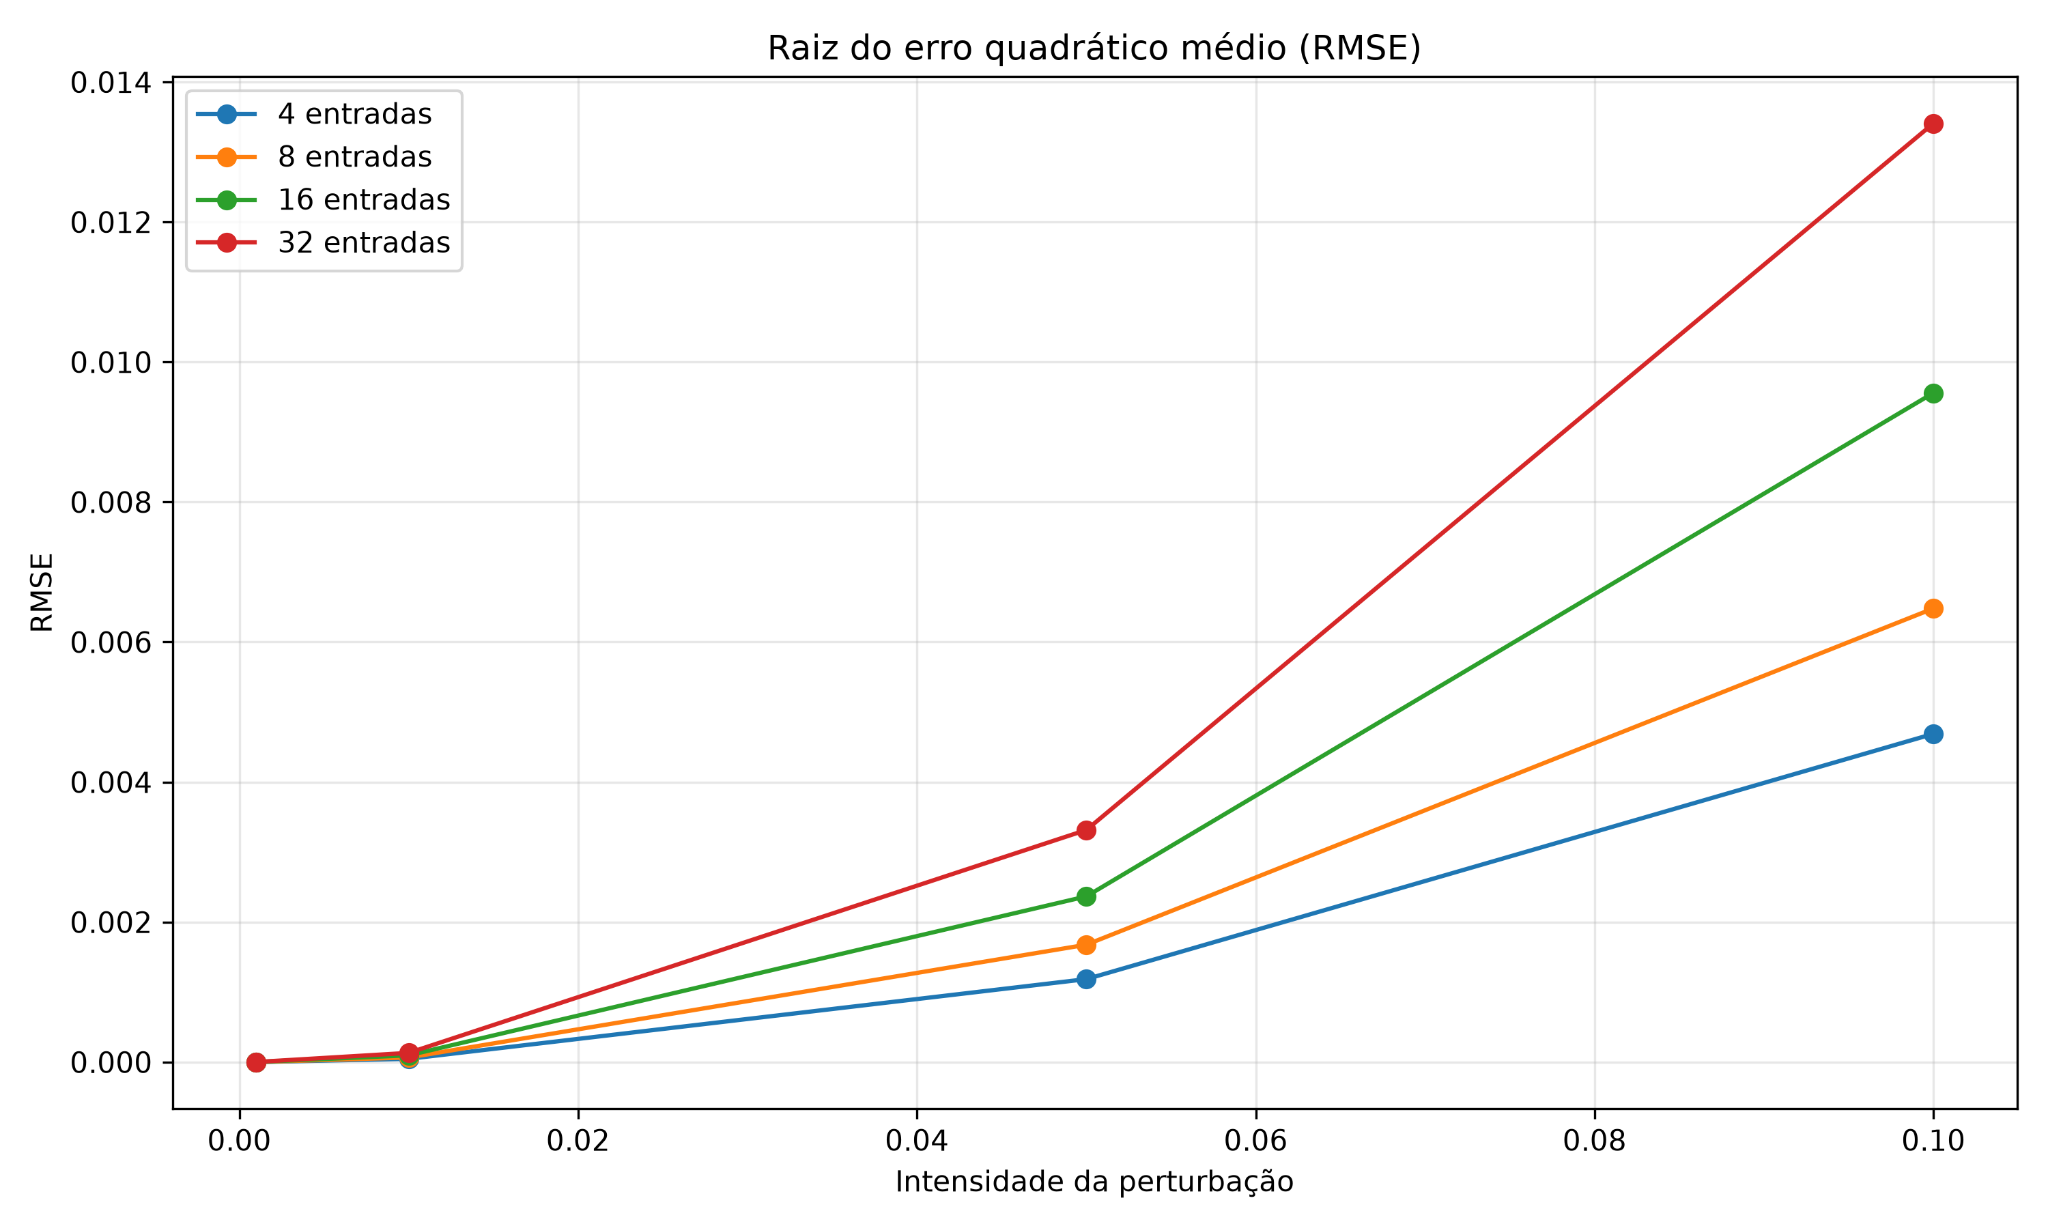 Raiz do erro quadrático médio (RMSE)
4 entradas
8 entradas
16 entradas
32 entradas
0.014
0.012
0.010
0.008
0.006
0.004
0.002
0.000
RMSE
0.00 0.02 0.04 0.06 0.08 0.10
Intensidade da perturbação